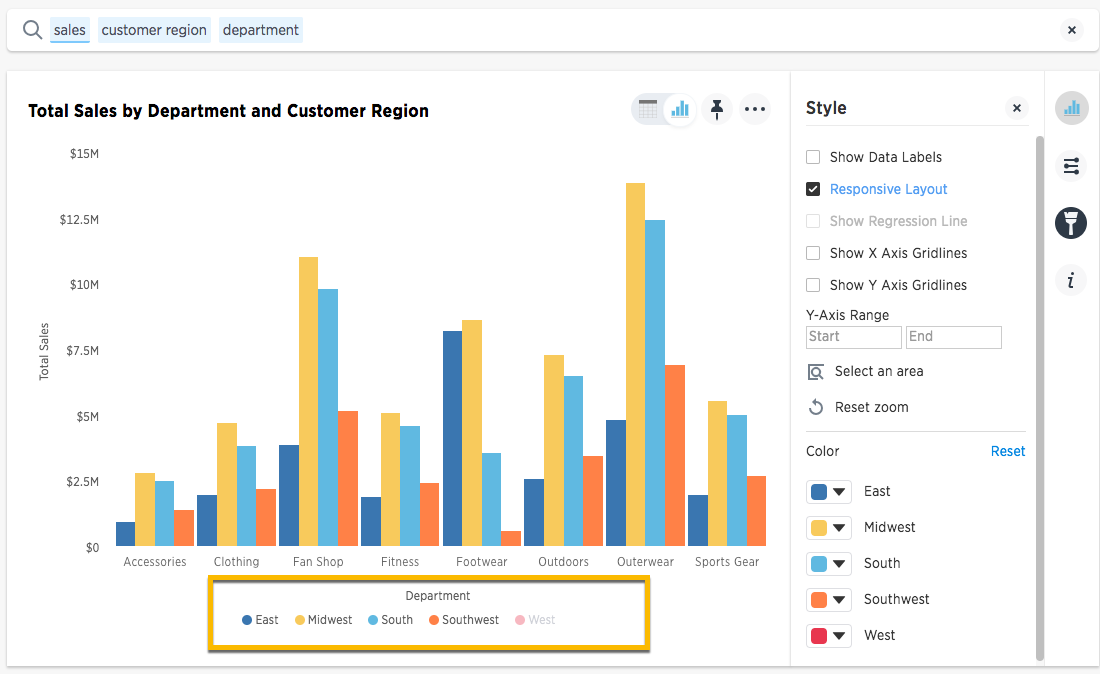 sales customer region department
Total Sales by Department and Customer Region
$15M
$12.5M
$10M
$7.5M
$5M
$2.5M
$0
Total Sales
Accessories Clothing Fan Shop Fitness Footwear Outdoors Outerwear Sports Gear
Department
East Midwest South Southwest West
Style
Show Data Labels
Responsive Layout
Show Regression Line
Show X Axis Gridlines
Show Y Axis Gridlines
Y-Axis Range
Start End
Select an area
Reset zoom
Color Reset
East
Midwest
South
Southwest
West
i